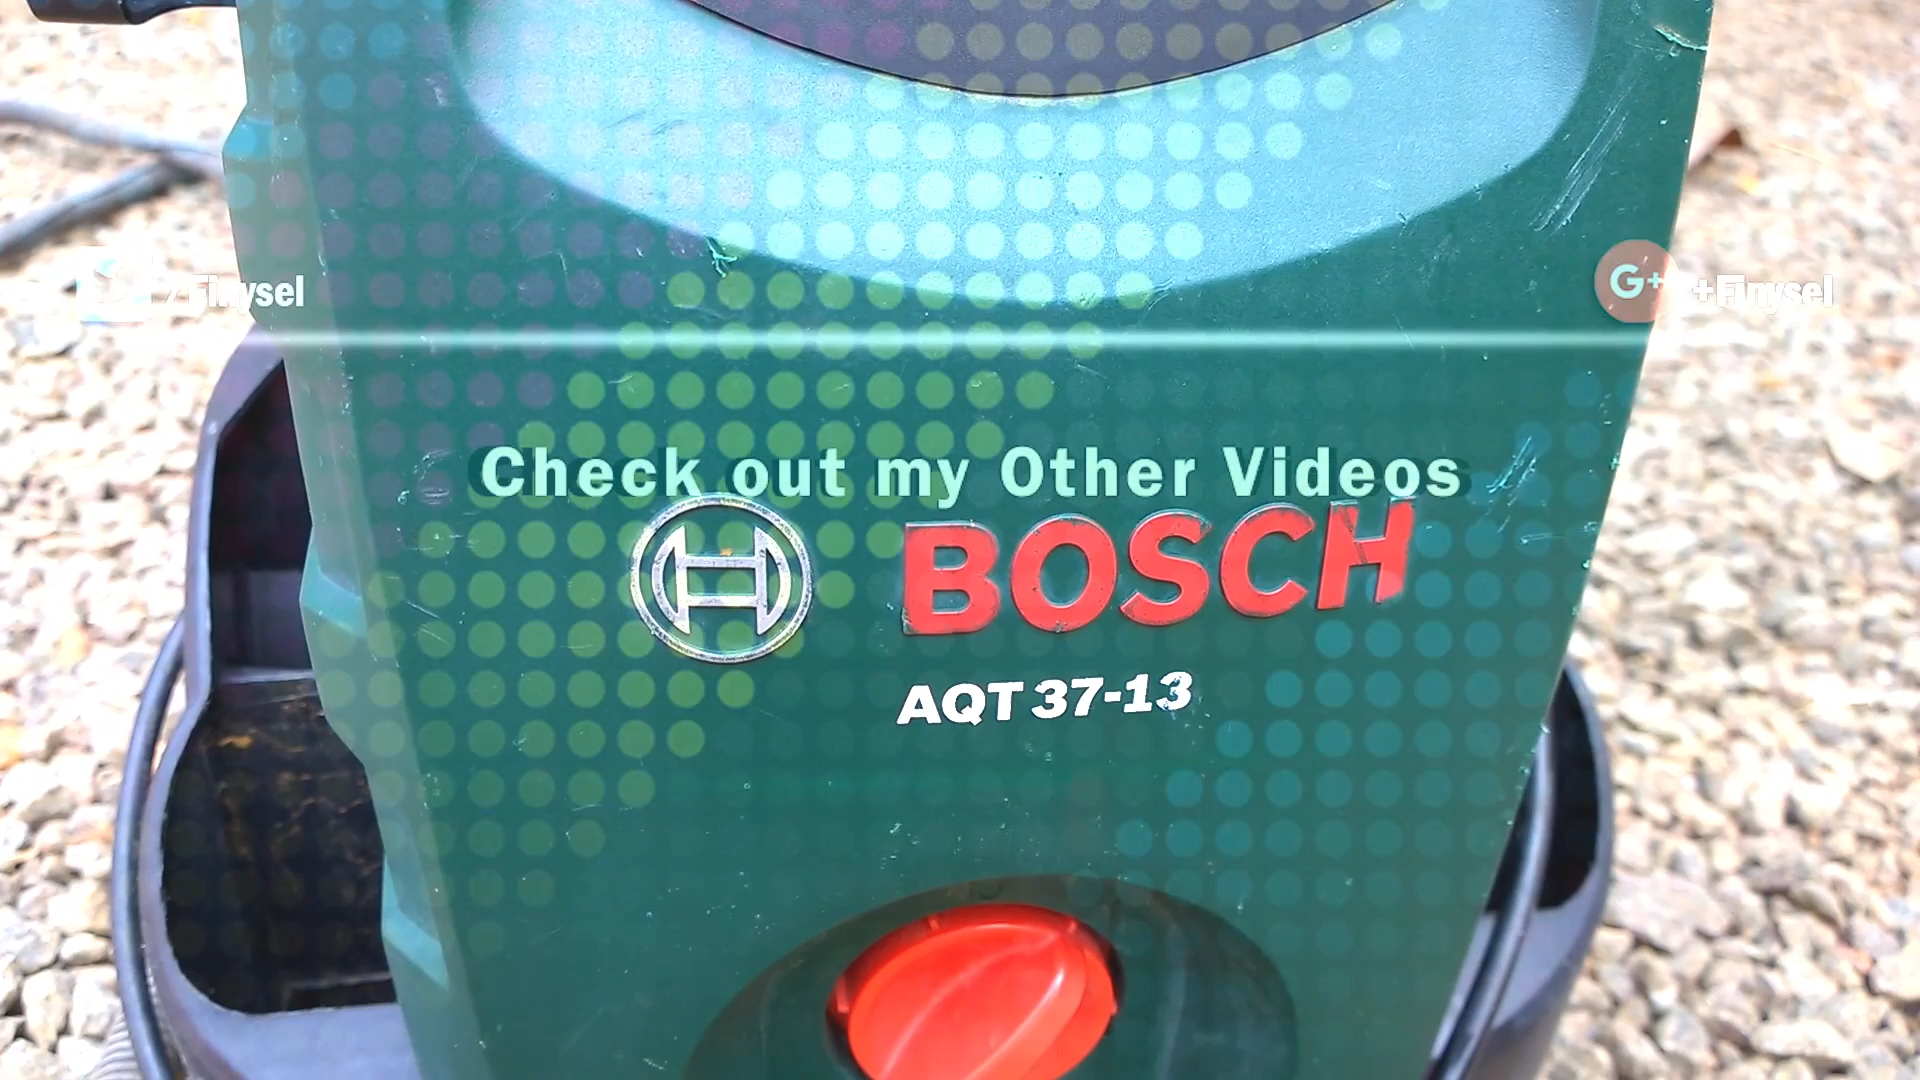 /Finysel
G+ +Finysel
Check out my Other Videos
BOSCH
AQT 37-13